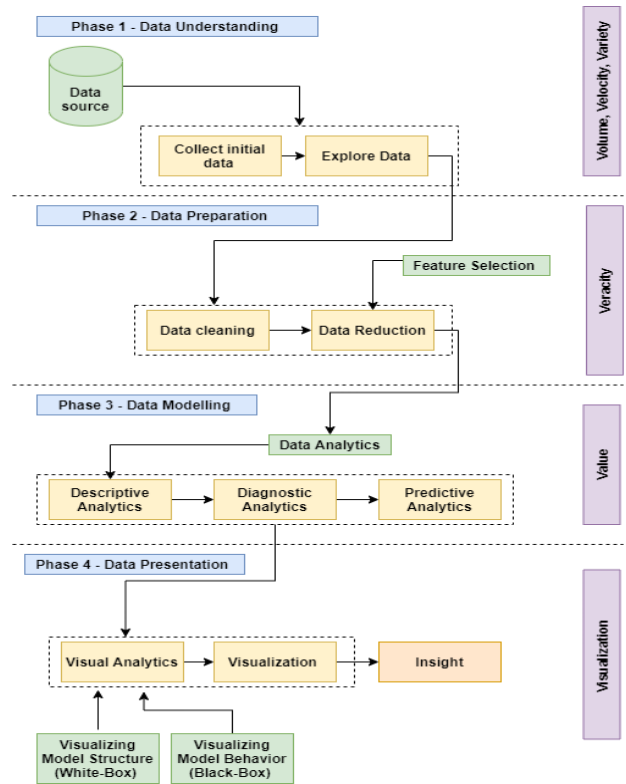 Phase 1 - Data Understanding
Data
source
Collect initial
data
Explore Data
Volume, Velocity, Variety
Phase 2 - Data Preparation
Feature Selection
Data cleaning
Data Reduction
Veracity
Phase 3 - Data Modelling
Data Analytics
Descriptive
Analytics
Diagnostic
Analytics
Predictive
Analytics
Value
Phase 4 - Data Presentation
Visual Analytics
Visualization
Insight
Visualizing
Model Structure
(White-Box)
Visualizing
Model Behavior
(Black-Box)
Visualization